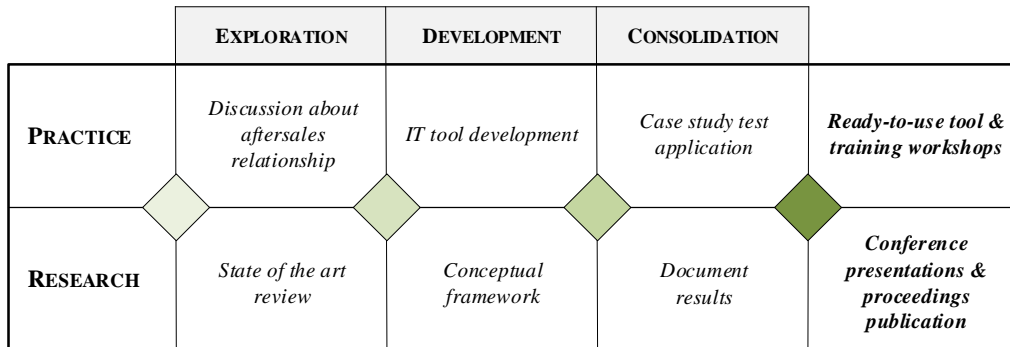 EXPLORATION DEVELOPMENT CONSOLIDATION
PRACTICE
Discussion about
aftersales
relationship
IT tool development
Case study test
application
Ready-to-use tool &
training workshops
RESEARCH
State of the art
review
Conceptual
framework
Document
results
Conference
presentations &
proceedings
publication